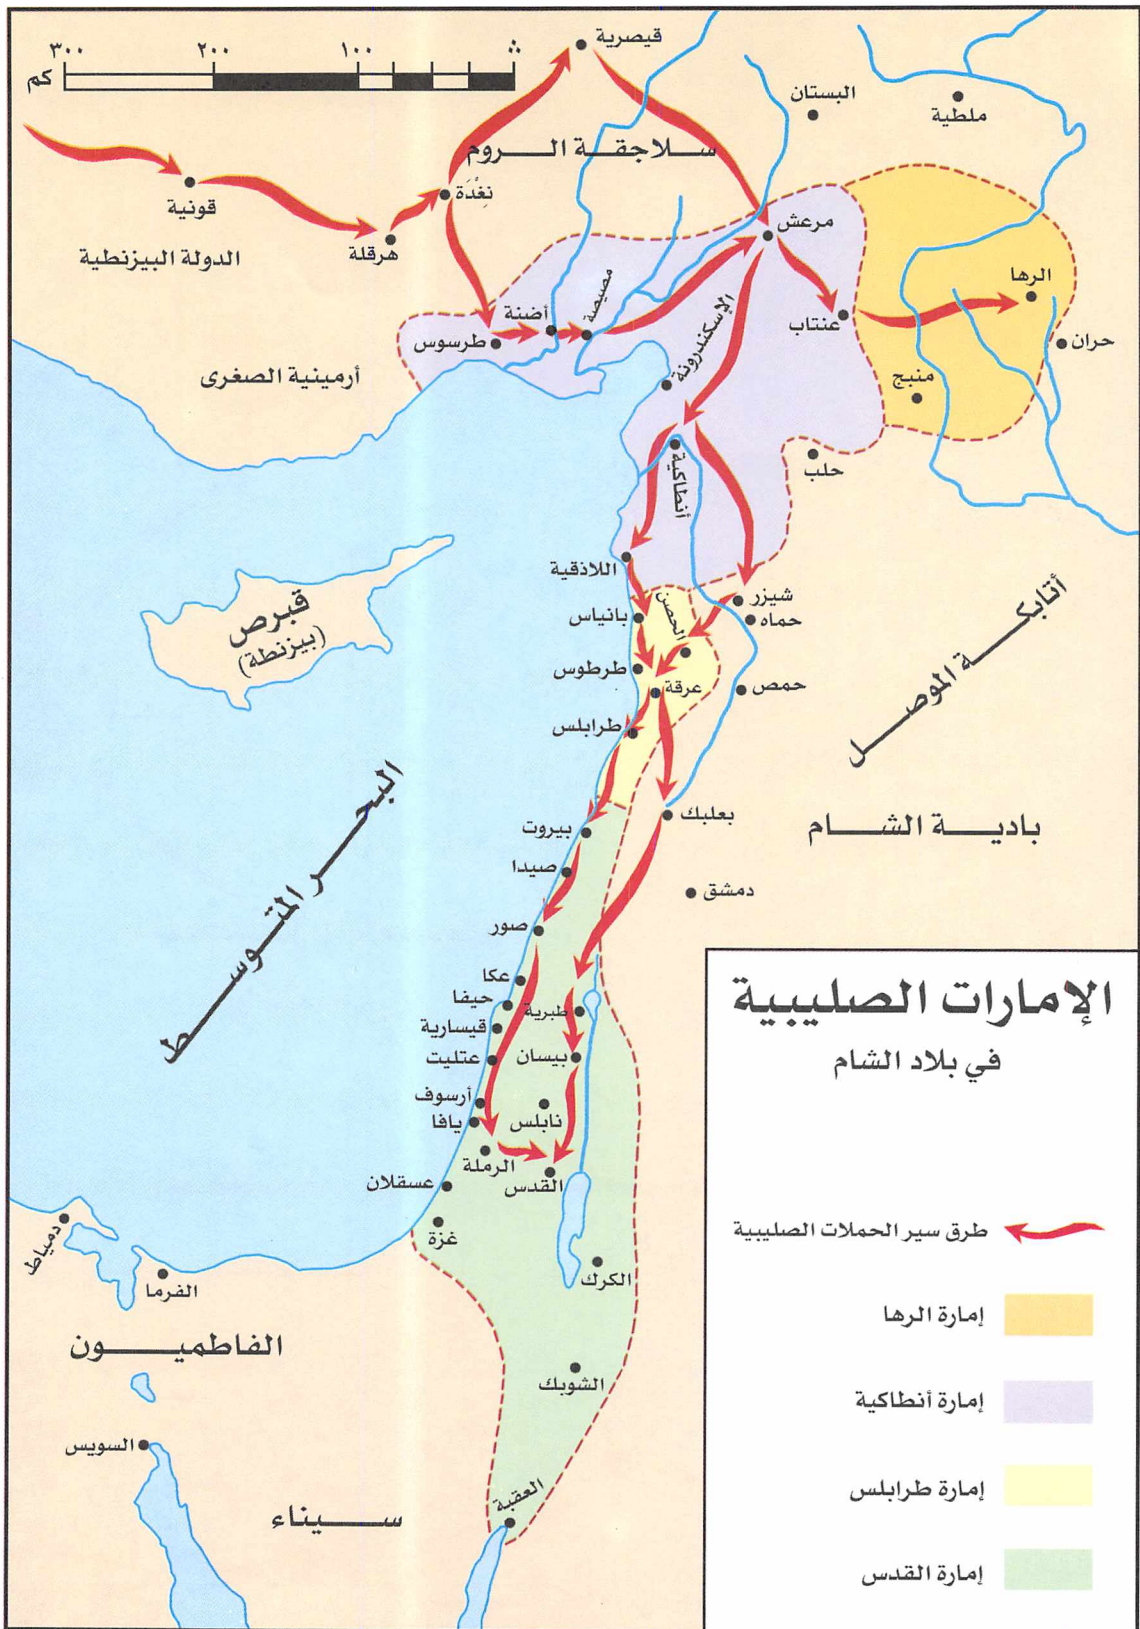 ٣٠٠ ٢٠٠ ١٠٠ ٠
كم
قيصرية
البستان
ملطية
سلاجقة الروم
قونية
نِغْدَة
هرقلة
الدولة البيزنطية
مرعش
الرها
مصيصة
أضنة
طرسوس
الإسكندرونة
عنتاب
حران
أرمينية الصغرى
منبج
حلب
أنطاكية
اللاذقية
شيزر
حماه
بانياس
الحصن
أتابكة الموصل
قبرص
(بيزنطة)
طرطوس
عرقة
حمص
طرابلس
البحر المتوسط
بعلبك
بادية الشام
بيروت
صيدا
دمشق
صور
عكا
حيفا
طبرية
قيسارية
عتليت
بيسان
أرسوف
يافا
نابلس
الرملة
القدس
عسقلان
غزة
دمياط
الفرما
الكرك
الفاطميون
الشوبك
السويس
سيناء
العقبة
الإمارات الصليبية
في بلاد الشام
طرق سير الحملات الصليبية
إمارة الرها
إمارة أنطاكية
إمارة طرابلس
إمارة القدس